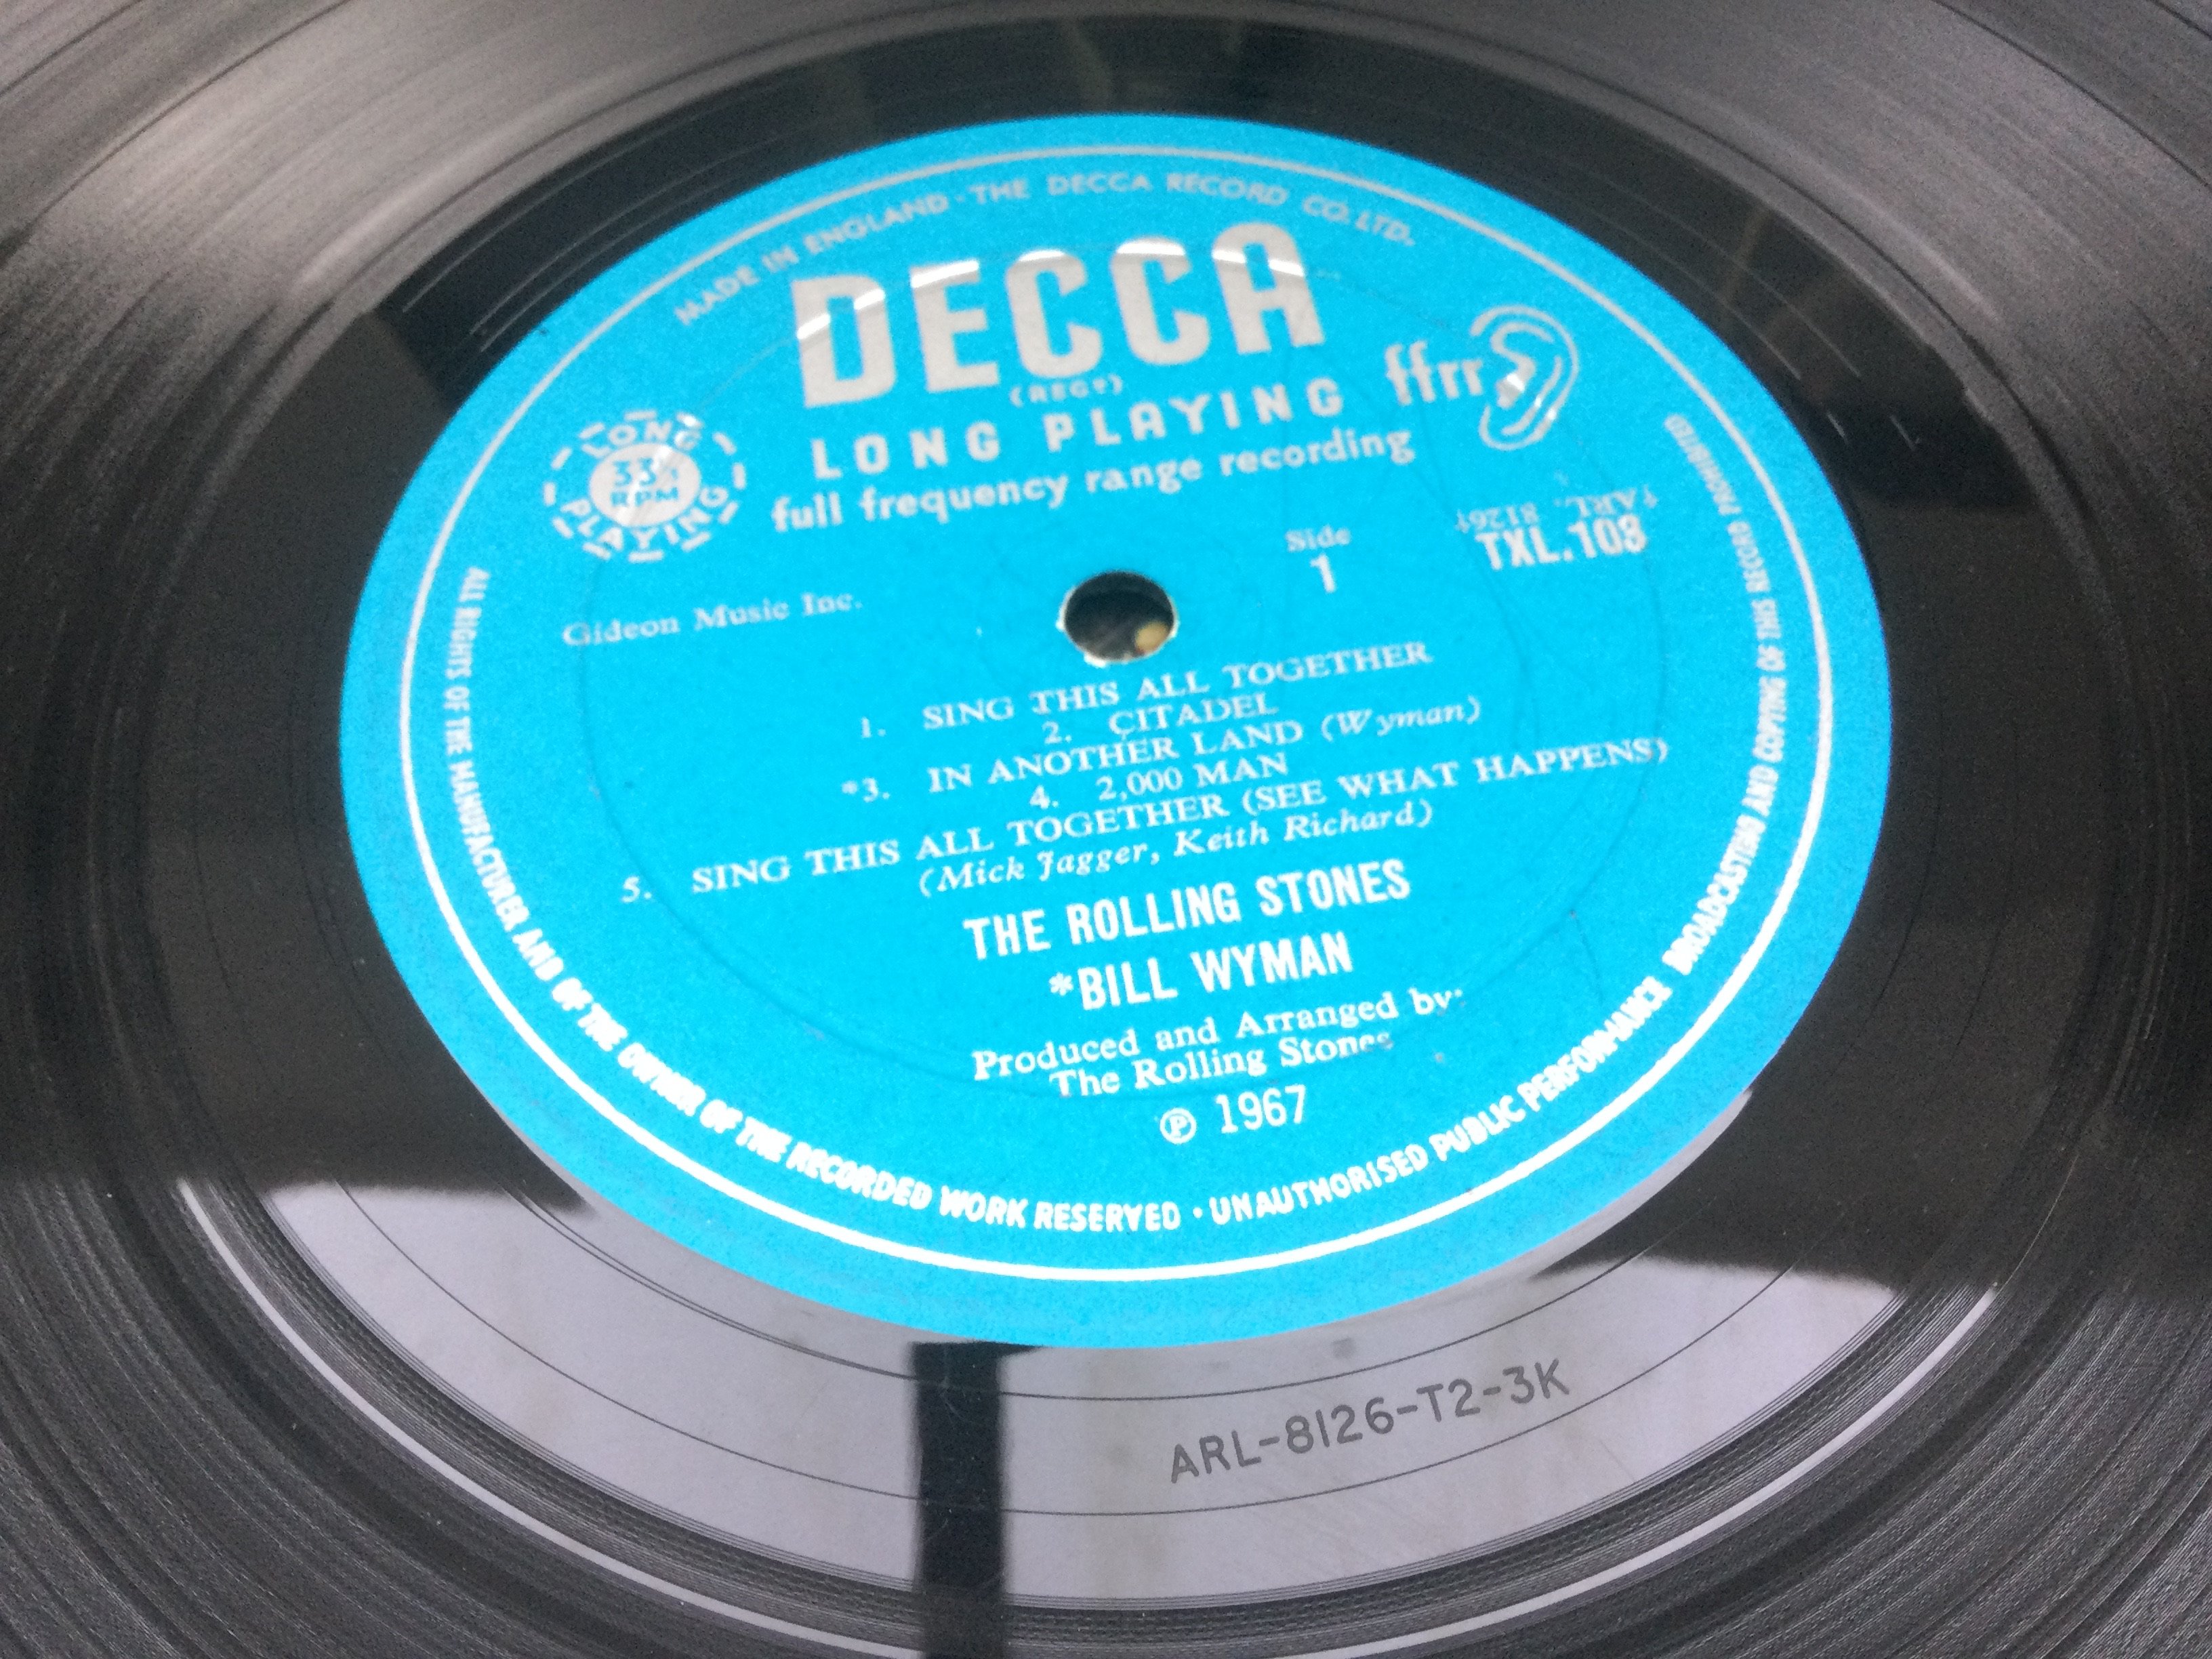 MADE IN ENGLAND · THE DECCA RECORD CO. LTD.
DECCA
(REGD)
LONG PLAYING
ffrr
full frequency range recording
LONG
33⅓
RPM
PLAYING
ARL. 8126
Side
1
TXL.103
Gideon Music Inc.
1. SING THIS ALL TOGETHER
2. CITADEL
*3. IN ANOTHER LAND (Wyman)
4. 2,000 MAN
5. SING THIS ALL TOGETHER (SEE WHAT HAPPENS)
(Mick Jagger, Keith Richard)
THE ROLLING STONES
*BILL WYMAN
Produced and Arranged by:
The Rolling Stones
Ⓟ 1967
ALL RIGHTS OF THE MANUFACTURER AND OF THE OWNER OF THE RECORDED WORK RESERVED · UNAUTHORISED PUBLIC PERFORMANCE BROADCASTING AND COPYING OF THIS RECORD PROHIBITED
ARL-8126-T2-3K